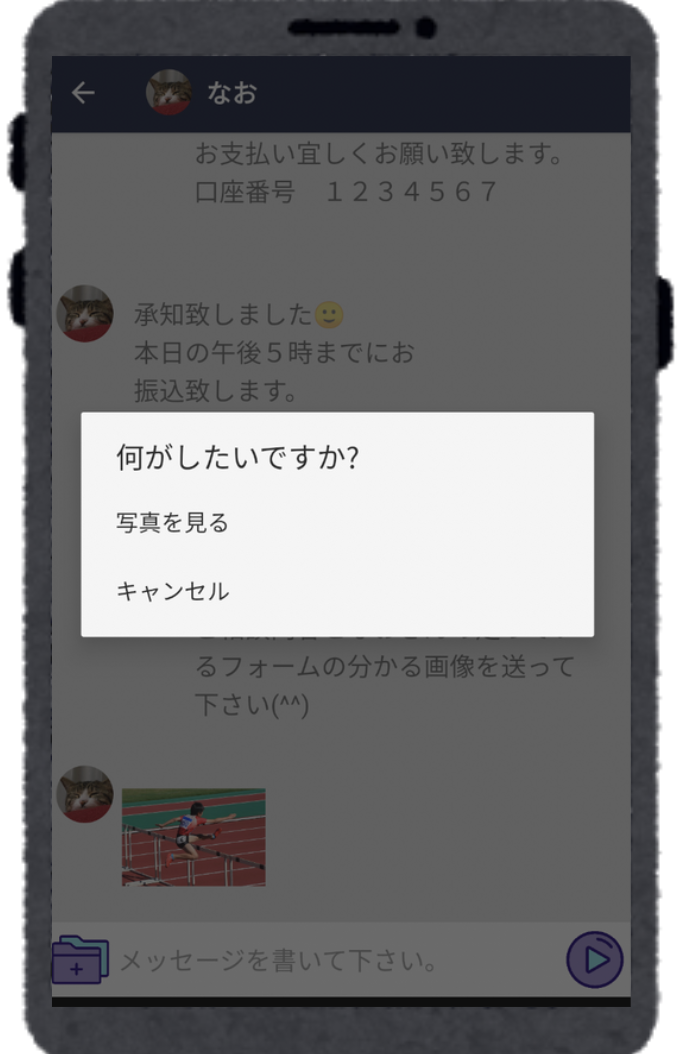 なお
お支払い宜しくお願い致します。
口座番号　１２３４５６７
承知致しました🙂
本日の午後５時までにお
振込致します。
何がしたいですか?
写真を見る
キャンセル
るフォームの分かる画像を送って
下さい(^^)
メッセージを書いて下さい。